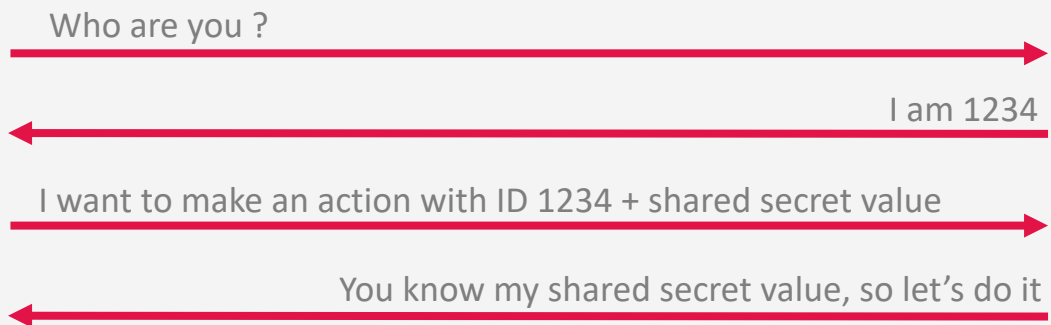 Who are you ?
I am 1234
I want to make an action with ID 1234 + shared secret value
You know my shared secret value, so let's do it